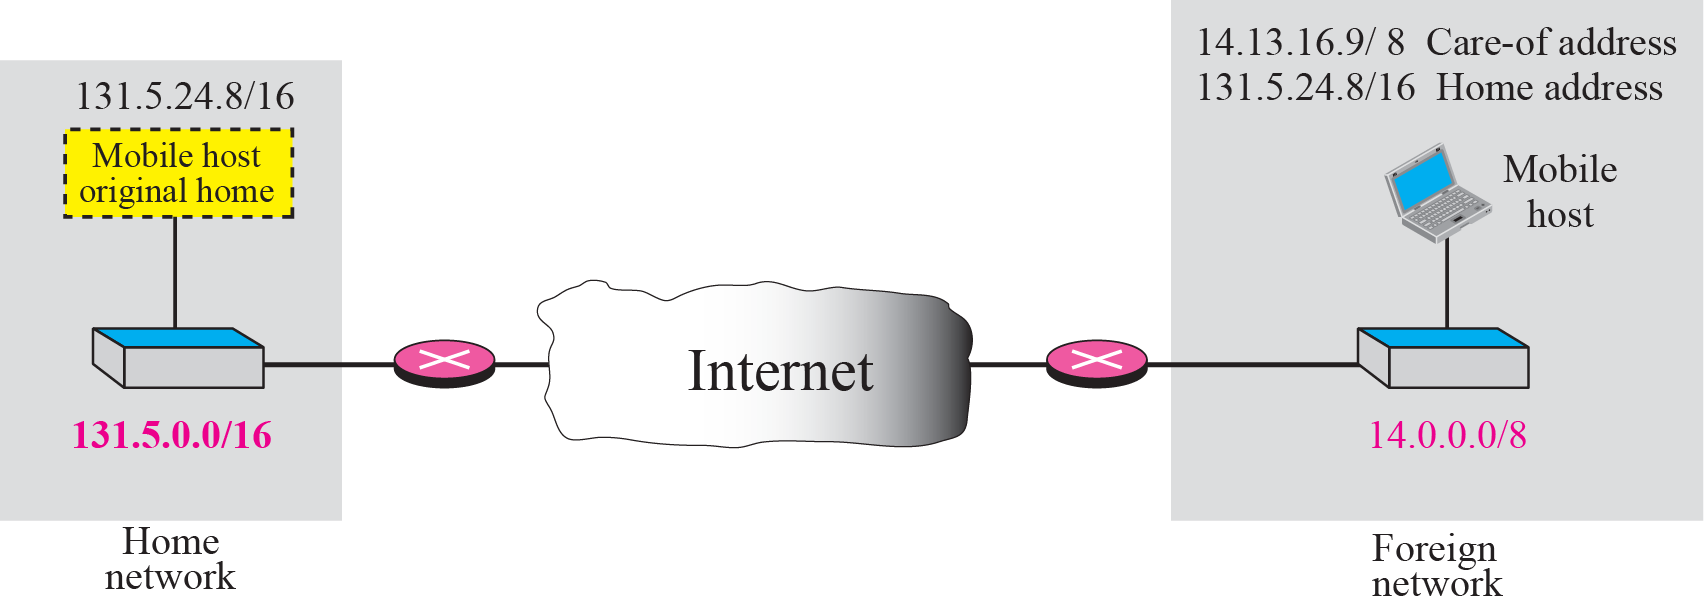 131.5.24.8/16
Mobile host
original home
131.5.0.0/16
Home
network
Internet
14.13.16.9/ 8 Care-of address
131.5.24.8/16 Home address
Mobile
host
14.0.0.0/8
Foreign
network